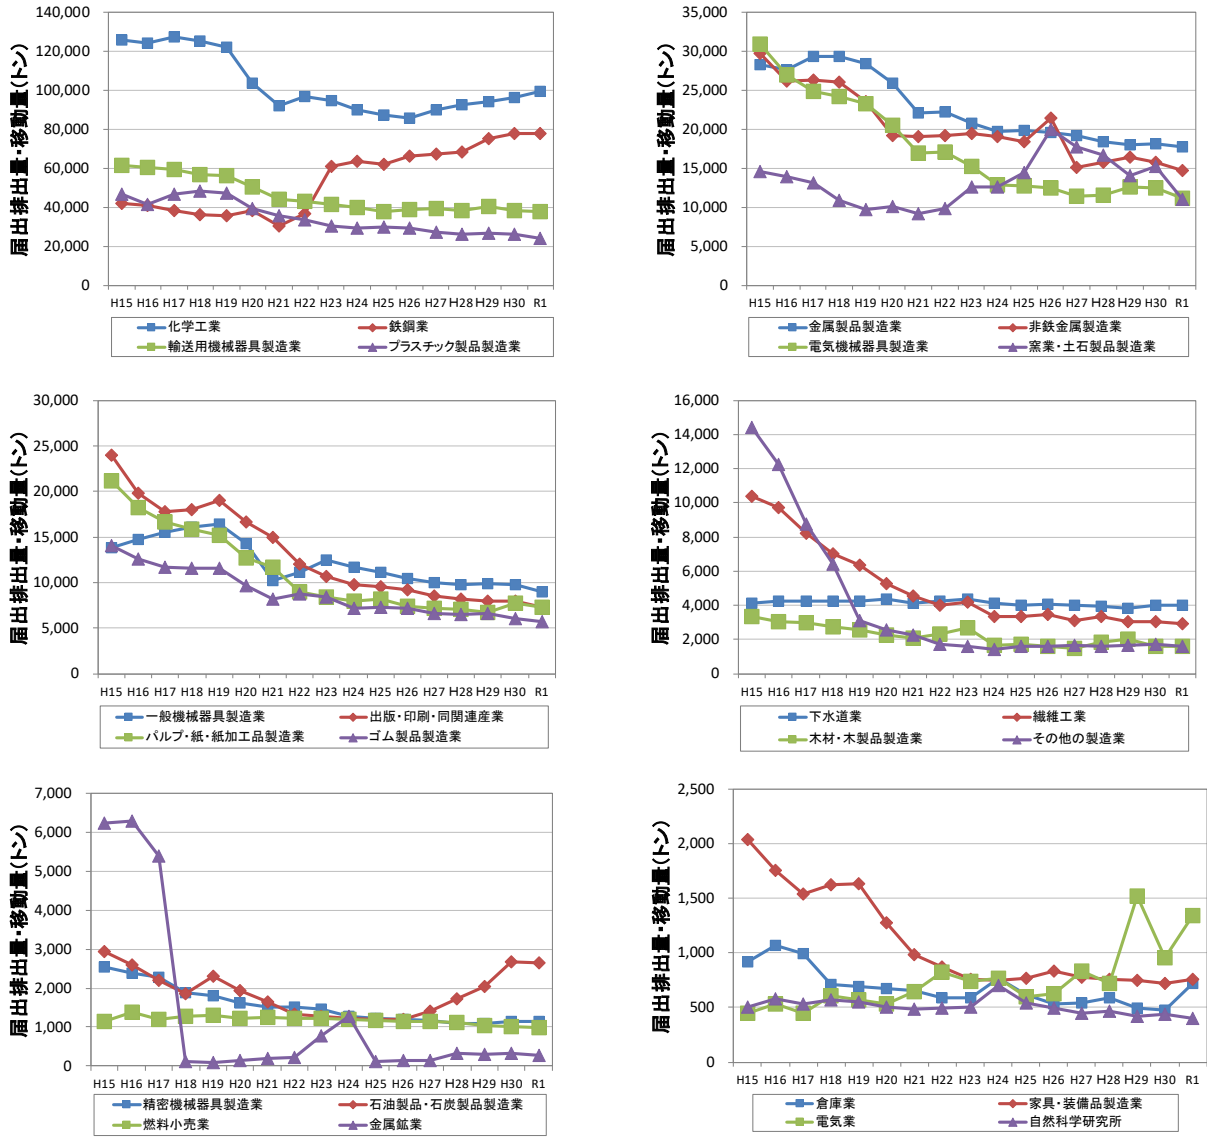 届出排出量・移動量(トン)
140,000
120,000
100,000
80,000
60,000
40,000
20,000
0
H15 H16 H17 H18 H19 H20 H21 H22 H23 H24 H25 H26 H27 H28 H29 H30 R1
化学工業 鉄鋼業
輸送用機械器具製造業 プラスチック製品製造業
届出排出量・移動量(トン)
35,000
30,000
25,000
20,000
15,000
10,000
5,000
0
H15 H16 H17 H18 H19 H20 H21 H22 H23 H24 H25 H26 H27 H28 H29 H30 R1
金属製品製造業 非鉄金属製造業
電気機械器具製造業 窯業・土石製品製造業
届出排出量・移動量(トン)
30,000
25,000
20,000
15,000
10,000
5,000
0
H15 H16 H17 H18 H19 H20 H21 H22 H23 H24 H25 H26 H27 H28 H29 H30 R1
一般機械器具製造業 出版・印刷・同関連産業
パルプ・紙・紙加工品製造業 ゴム製品製造業
届出排出量・移動量(トン)
16,000
14,000
12,000
10,000
8,000
6,000
4,000
2,000
0
H15 H16 H17 H18 H19 H20 H21 H22 H23 H24 H25 H26 H27 H28 H29 H30 R1
下水道業 繊維工業
木材・木製品製造業 その他の製造業
届出排出量・移動量(トン)
7,000
6,000
5,000
4,000
3,000
2,000
1,000
0
H15 H16 H17 H18 H19 H20 H21 H22 H23 H24 H25 H26 H27 H28 H29 H30 R1
精密機械器具製造業 石油製品・石炭製品製造業
燃料小売業 金属鉱業
届出排出量・移動量(トン)
2,500
2,000
1,500
1,000
500
0
H15 H16 H17 H18 H19 H20 H21 H22 H23 H24 H25 H26 H27 H28 H29 H30 R1
倉庫業 家具・装備品製造業
電気業 自然科学研究所